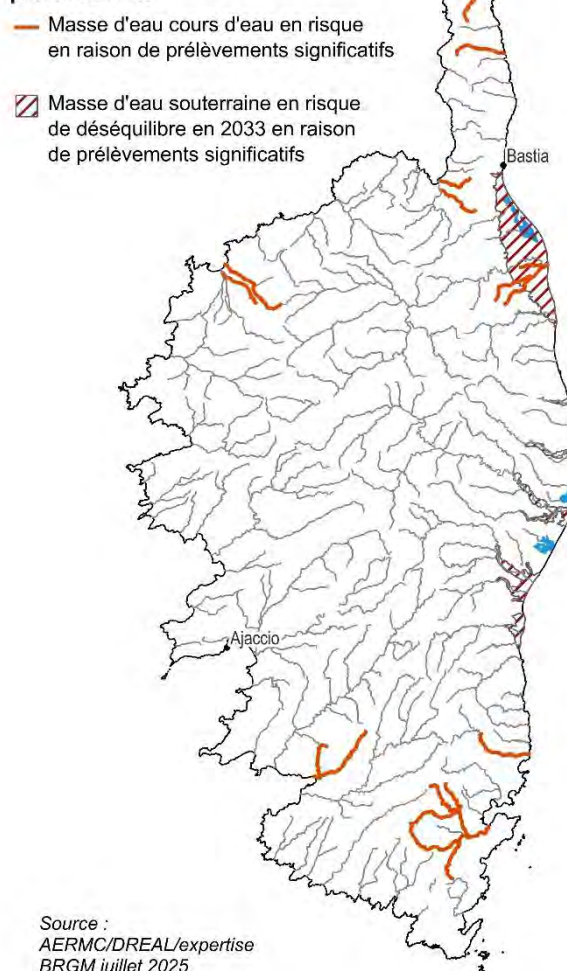 Masse d'eau cours d'eau en risque
en raison de prélèvements significatifs
Masse d'eau souterraine en risque
de déséquilibre en 2033 en raison
de prélèvements significatifs
Bastia
Ajaccio
Source :
AERMC/DREAL/expertise
BRGM juillet 2025